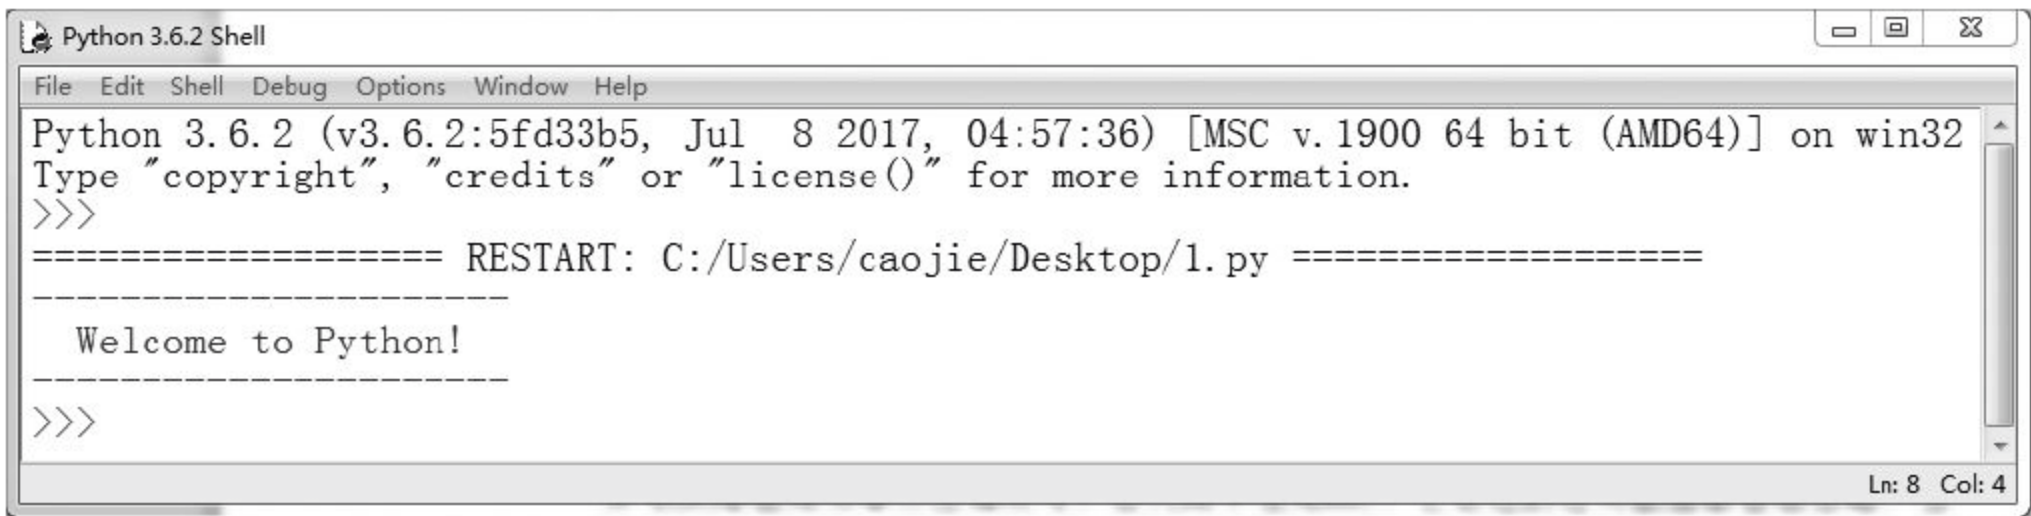 Python 3.6.2 Shell
File Edit Shell Debug Options Window Help
Python 3.6.2 (v3.6.2:5fd33b5, Jul  8 2017, 04:57:36) [MSC v.1900 64 bit (AMD64)] on win32
Type "copyright", "credits" or "license()" for more information.
>>>
=================== RESTART: C:/Users/caojie/Desktop/1.py ===================
----------------------
  Welcome to Python!
----------------------
>>>
Ln: 8 Col: 4